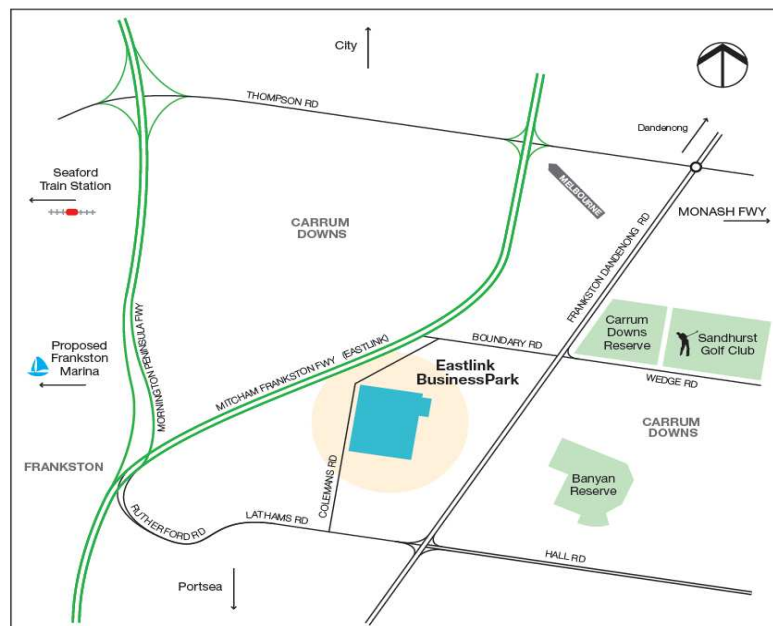 City
THOMPSON RD
Dandenong
Seaford
Train Station
MELBOURNE
MONASH FWY
CARRUM
DOWNS
FRANKSTON DANDENONG RD
MORNINGTON PENINSULA FWY
Proposed
Frankston
Marina
MITCHAM FRANKSTON FWY (EASTLINK)
BOUNDARY RD
Carrum
Downs
Reserve
Sandhurst
Golf Club
Eastlink
BusinessPark
WEDGE RD
CARRUM
DOWNS
FRANKSTON
COLEMANS RD
Banyan
Reserve
RUTHERFORD RD
LATHAMS RD
HALL RD
Portsea